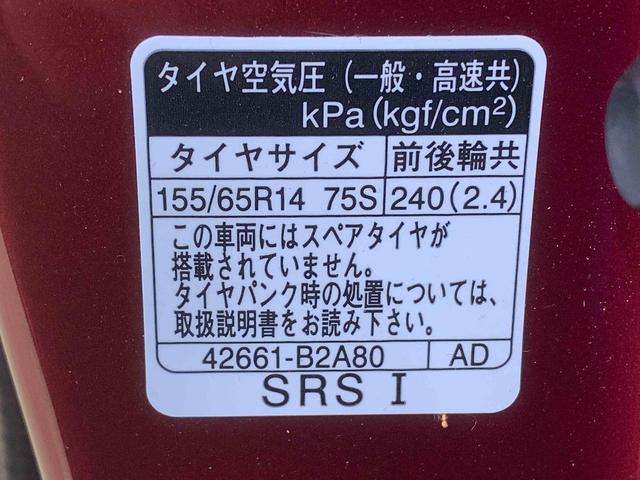 タイヤ空気圧（一般・高速共）
kPa（kgf/cm²）
タイヤサイズ 前後輪共
155/65R14 75S 240（2.4）
この車両にはスペアタイヤが
搭載されていません。
タイヤパンク時の処置については、
取扱説明書をお読み下さい。
42661-B2A80 AD
SRS I